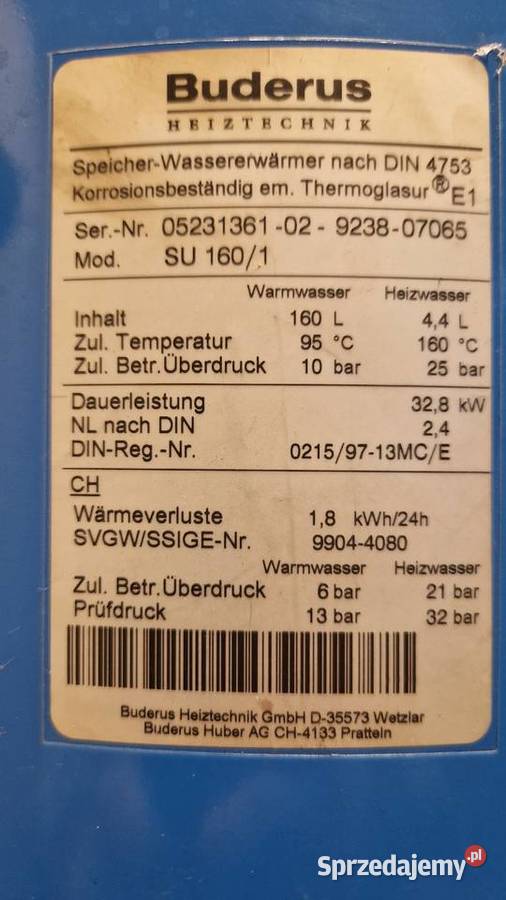 Buderus
HEIZTECHNIK
Speicher-Wassererwärmer nach DIN 4753
Korrosionsbeständig em. Thermoglasur® E1
Ser.-Nr. 05231361-02 - 9238-07065
Mod. SU 160/1
Warmwasser Heizwasser
Inhalt 160 L 4,4 L
Zul. Temperatur 95 °C 160 °C
Zul. Betr.Überdruck 10 bar 25 bar
Dauerleistung 32,8 kW
NL nach DIN 2,4
DIN-Reg.-Nr. 0215/97-13MC/E
CH
Wärmeverluste 1,8 kWh/24h
SVGW/SSIGE-Nr. 9904-4080
Warmwasser Heizwasser
Zul. Betr.Überdruck 6 bar 21 bar
Prüfdruck 13 bar 32 bar
Buderus Heiztechnik GmbH D-35573 Wetzlar
Buderus Huber AG CH-4133 Pratteln
Sprzedajemy.pl